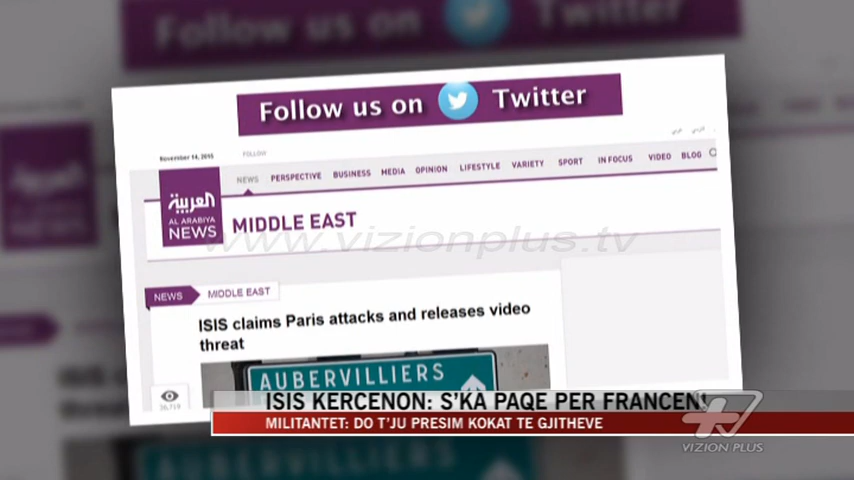 Follow us on Twitter
November 14, 2015
FOLLOW
NEWS PERSPECTIVE BUSINESS MEDIA OPINION LIFESTYLE VARIETY SPORT IN FOCUS VIDEO BLOG
العربية
AL ARABIYA
NEWS
MIDDLE EAST
www.vizionplus.tv
NEWS MIDDLE EAST
ISIS claims Paris attacks and releases video
threat
AUBERVILLIERS
ISIS KERCENON: S'KA PAQE PER FRANCEN!
MILITANTET: DO T'JU PRESIM KOKAT TE GJITHEVE
VIZION PLUS